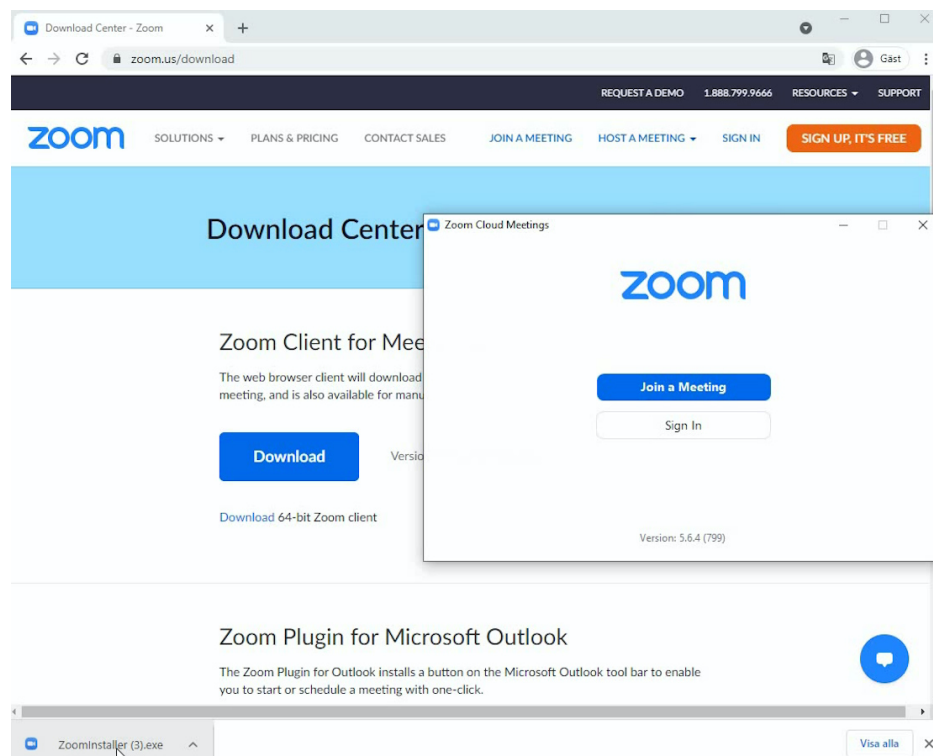 Download Center - Zoom
zoom.us/download
Gäst
REQUEST A DEMO 1.888.799.9666 RESOURCES SUPPORT
zoom SOLUTIONS PLANS & PRICING CONTACT SALES JOIN A MEETING HOST A MEETING SIGN IN SIGN UP, IT'S FREE
Download Center
Zoom Cloud Meetings
zoom
Join a Meeting
Sign In
Version: 5.6.4 (799)
Zoom Client for Mee
The web browser client will download
meeting, and is also available for manu
Download Versio
Download 64-bit Zoom client
Zoom Plugin for Microsoft Outlook
The Zoom Plugin for Outlook installs a button on the Microsoft Outlook tool bar to enable
you to start or schedule a meeting with one-click.
ZoomInstaller (3).exe
Visa alla